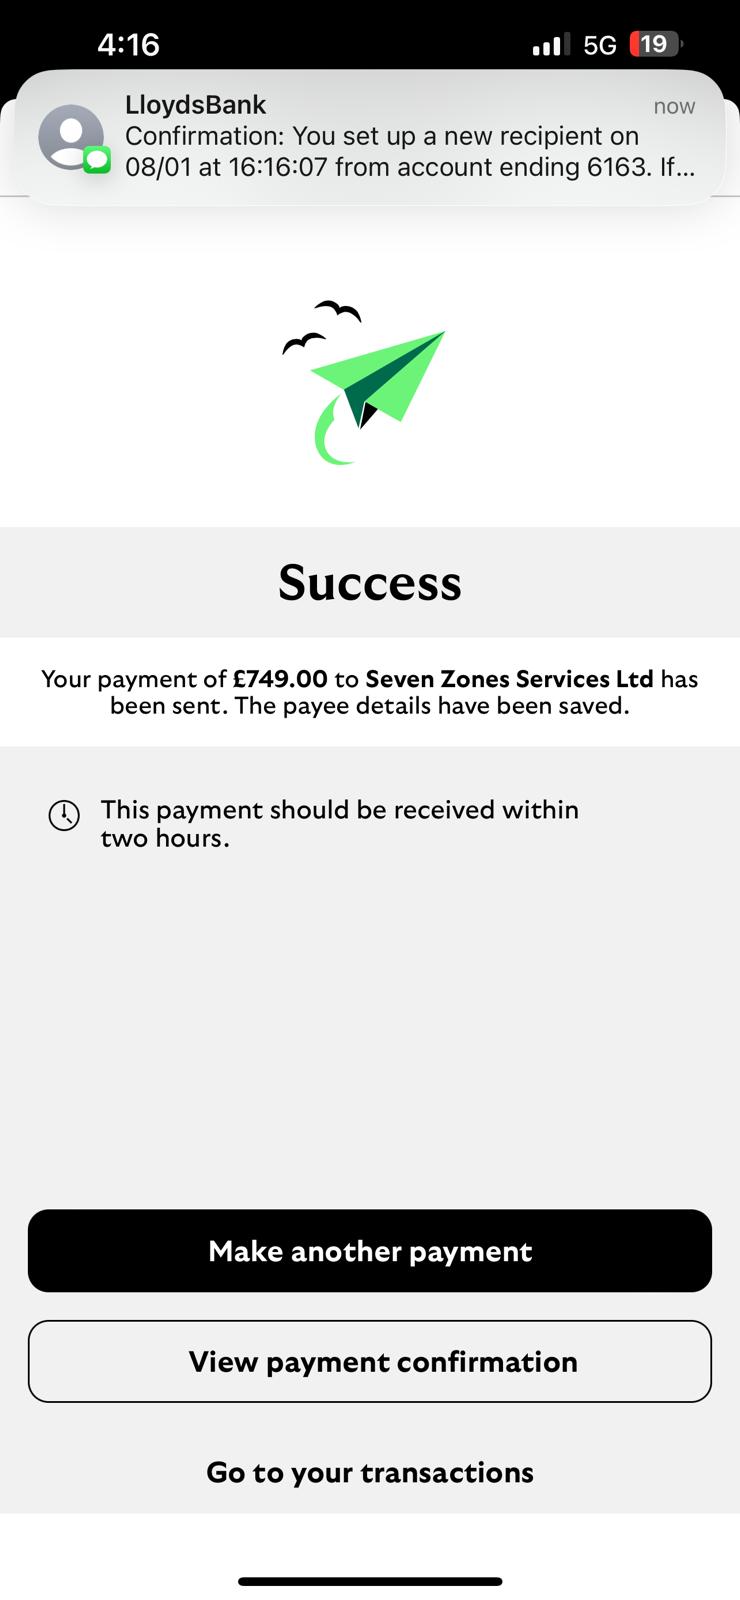 4:16
5G
19
LloydsBank
now
Confirmation: You set up a new recipient on
08/01 at 16:16:07 from account ending 6163. If...
Success
Your payment of £749.00 to Seven Zones Services Ltd has
been sent. The payee details have been saved.
This payment should be received within
two hours.
Make another payment
View payment confirmation
Go to your transactions